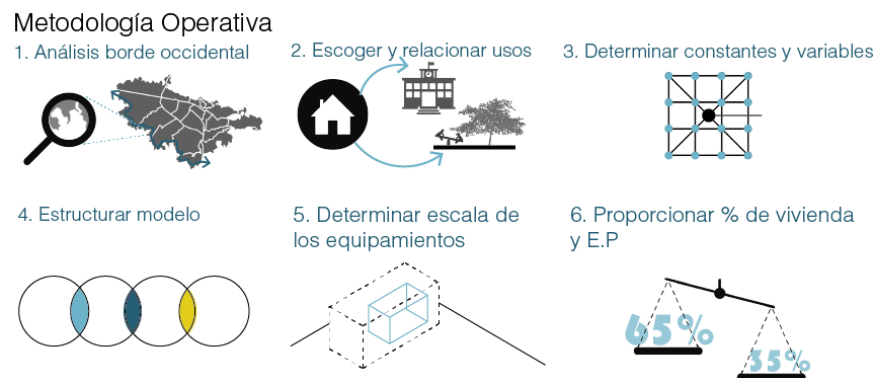 Metodología Operativa
1. Análisis borde occidental
2. Escoger y relacionar usos
3. Determinar constantes y variables
4. Estructurar modelo
5. Determinar escala de
los equipamientos
6. Proporcionar % de vivienda
y E.P
65%
35%